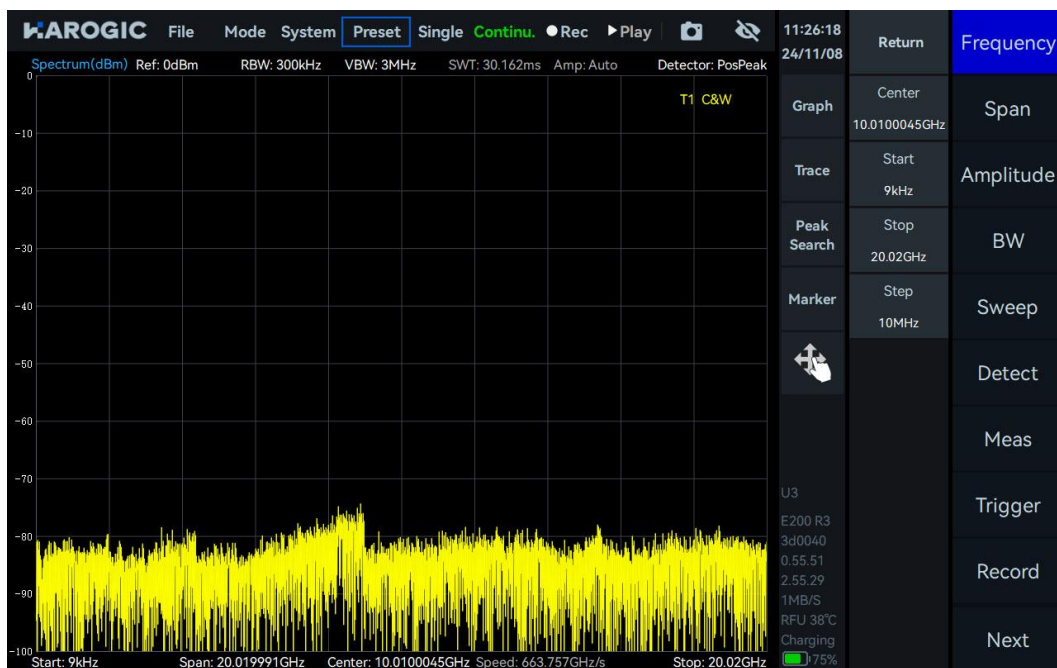 HAROGIC File Mode System Preset Single Continu. Rec Play
11:26:18
24/11/08
Spectrum(dBm) Ref: 0dBm RBW: 300kHz VBW: 3MHz SWT: 30.162ms Amp: Auto Detector: PosPeak
T1 C&W
0
-10
-20
-30
-40
-50
-60
-70
-80
-90
-100
Start: 9kHz Span: 20.019991GHz Center: 10.0100045GHz Speed: 663.757GHz/s Stop: 20.02GHz
Graph
Trace
Peak
Search
Marker
U3
E200 R3
3d0040
0.55.51
2.55.29
1MB/S
RFU 38℃
Charging
75%
Return
Center
10.0100045GHz
Start
9kHz
Stop
20.02GHz
Step
10MHz
Frequency
Span
Amplitude
BW
Sweep
Detect
Meas
Trigger
Record
Next